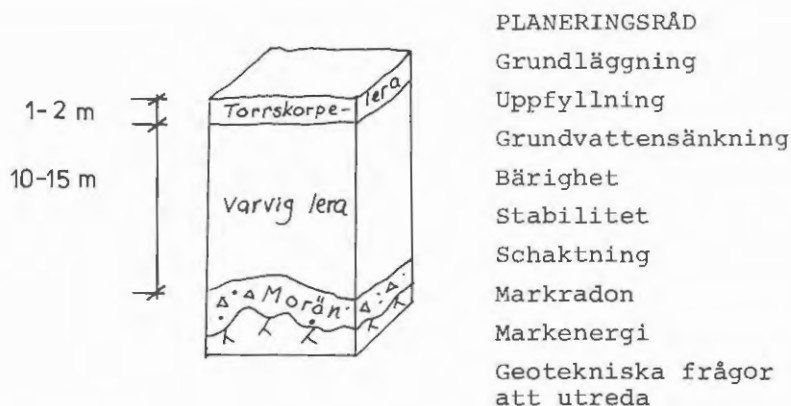 1-2 m
10-15 m
Torrskorpe-lera
varvig lera
Morän
PLANERINGSRÅD
Grundläggning
Uppfyllning
Grundvattensänkning
Bärighet
Stabilitet
Schaktning
Markradon
Markenergi
Geotekniska frågor
att utreda